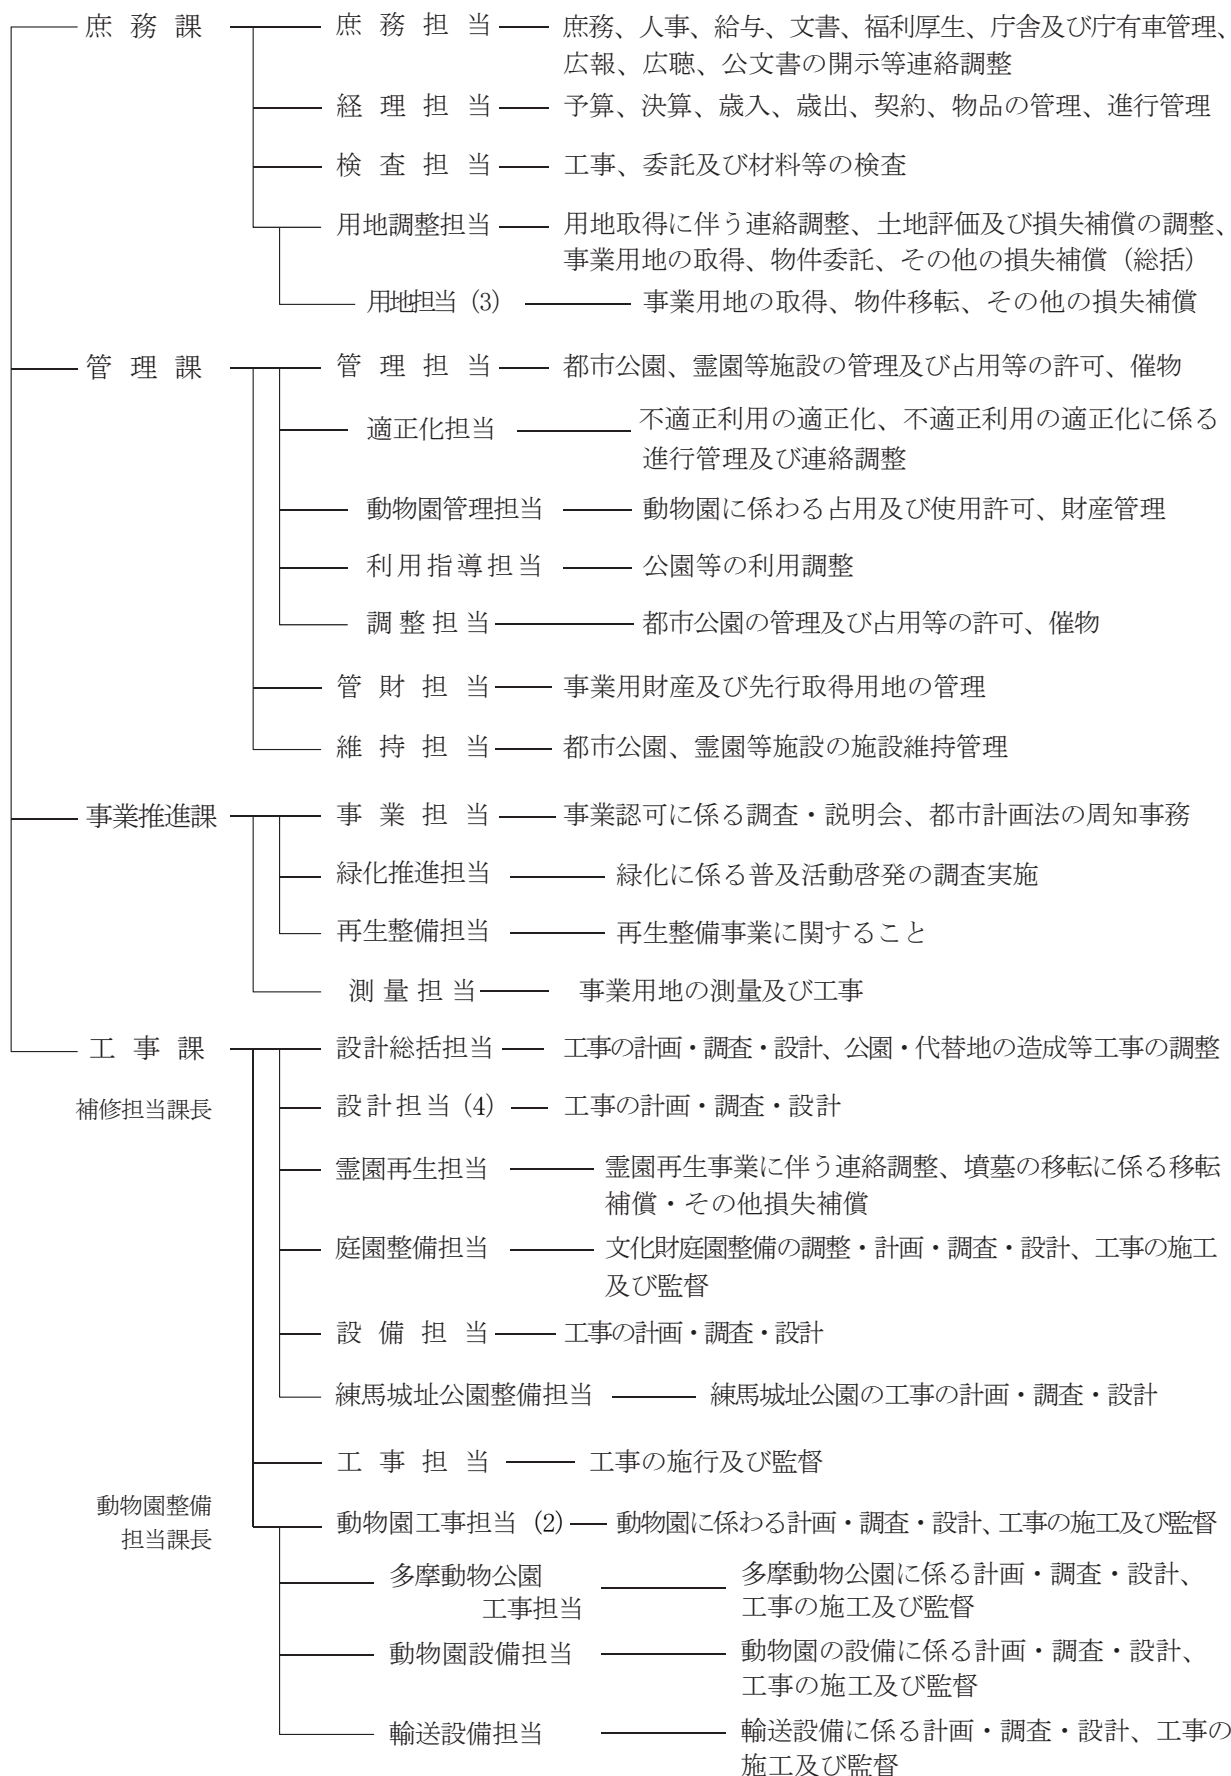 庶務課 庶務担当 庶務、人事、給与、文書、福利厚生、庁舎及び庁有車管理、
広報、広聴、公文書の開示等連絡調整
経理担当 予算、決算、歳入、歳出、契約、物品の管理、進行管理
検査担当 工事、委託及び材料等の検査
用地調整担当 用地取得に伴う連絡調整、土地評価及び損失補償の調整、
事業用地の取得、物件委託、その他の損失補償（総括）
用地担当（3） 事業用地の取得、物件移転、その他の損失補償
管理課 管理担当 都市公園、霊園等施設の管理及び占用等の許可、催物
適正化担当 不適正利用の適正化、不適正利用の適正化に係る
進行管理及び連絡調整
動物園管理担当 動物園に係わる占用及び使用許可、財産管理
利用指導担当 公園等の利用調整
調整担当 都市公園の管理及び占用等の許可、催物
管財担当 事業用財産及び先行取得用地の管理
維持担当 都市公園、霊園等施設の施設維持管理
事業推進課 事業担当 事業認可に係る調査・説明会、都市計画法の周知事務
緑化推進担当 緑化に係る普及活動啓発の調査実施
再生整備担当 再生整備事業に関すること
測量担当 事業用地の測量及び工事
工事課 設計総括担当 工事の計画・調査・設計、公園・代替地の造成等工事の調整
補修担当課長 設計担当（4） 工事の計画・調査・設計
霊園再生担当 霊園再生事業に伴う連絡調整、墳墓の移転に係る移転
補償・その他損失補償
庭園整備担当 文化財庭園整備の調整・計画・調査・設計、工事の施工
及び監督
設備担当 工事の計画・調査・設計
練馬城址公園整備担当 練馬城址公園の工事の計画・調査・設計
工事担当 工事の施行及び監督
動物園整備
担当課長
動物園工事担当（2） 動物園に係わる計画・調査・設計、工事の施工及び監督
多摩動物公園 多摩動物公園に係る計画・調査・設計、
工事担当 工事の施工及び監督
動物園設備担当 動物園の設備に係る計画・調査・設計、
工事の施工及び監督
輸送設備担当 輸送設備に係る計画・調査・設計、工事の
施工及び監督